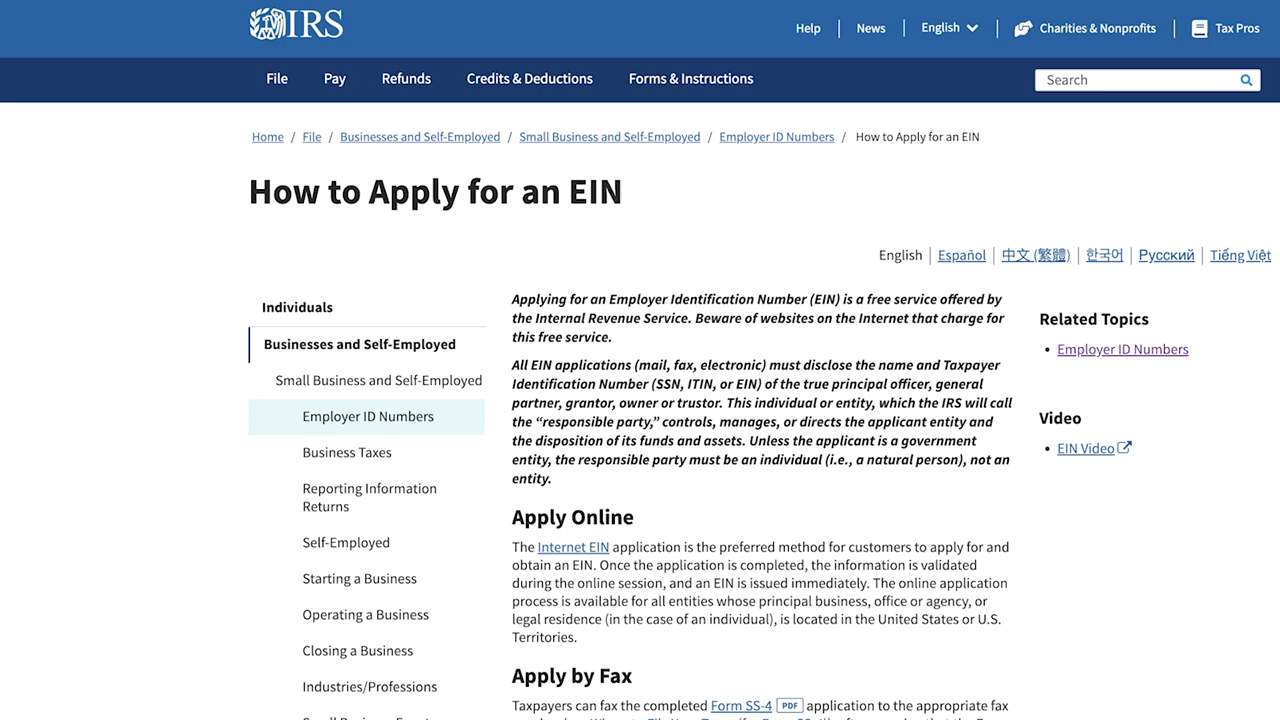 IRS
Help
News
English
Charities & Nonprofits
Tax Pros
File
Pay
Refunds
Credits & Deductions
Forms & Instructions
Search
Home / File / Businesses and Self-Employed / Small Business and Self-Employed / Employer ID Numbers / How to Apply for an EIN
How to Apply for an EIN
English
Español
中文 (繁體)
한국어
Русский
Tiếng Việt
Individuals
Businesses and Self-Employed
Small Business and Self-Employed
Employer ID Numbers
Business Taxes
Reporting Information
Returns
Self-Employed
Starting a Business
Operating a Business
Closing a Business
Industries/Professions
Applying for an Employer Identification Number (EIN) is a free service offered by
the Internal Revenue Service. Beware of websites on the Internet that charge for
this free service.
All EIN applications (mail, fax, electronic) must disclose the name and Taxpayer
Identification Number (SSN, ITIN, or EIN) of the true principal officer, general
partner, grantor, owner or trustor. This individual or entity, which the IRS will call
the “responsible party,” controls, manages, or directs the applicant entity and
the disposition of its funds and assets. Unless the applicant is a government
entity, the responsible party must be an individual (i.e., a natural person), not an
entity.
Apply Online
The Internet EIN application is the preferred method for customers to apply for and
obtain an EIN. Once the application is completed, the information is validated
during the online session, and an EIN is issued immediately. The online application
process is available for all entities whose principal business, office or agency, or
legal residence (in the case of an individual), is located in the United States or U.S.
Territories.
Apply by Fax
Taxpayers can fax the completed Form SS-4 PDF application to the appropriate fax
Related Topics
• Employer ID Numbers
Video
• EIN Video